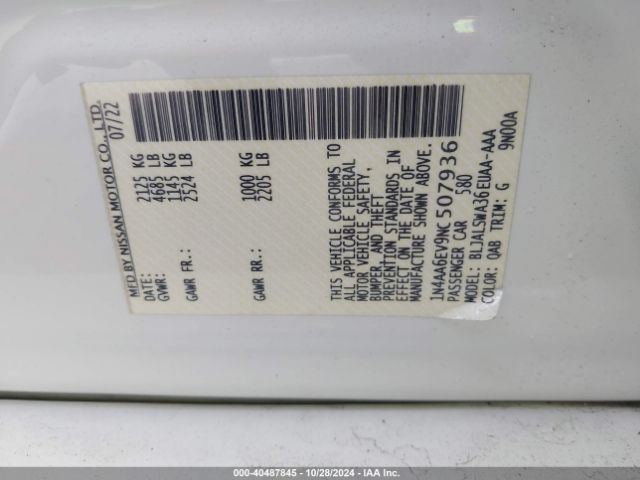 MFD BY NISSAN MOTOR CO., LTD.
DATE: 07/22
GVWR: 2125 KG
4685 LB
GAWR FR: 1145 KG
2524 LB
GAWR RR: 1000 KG
2205 LB
THIS VEHICLE CONFORMS TO
ALL APPLICABLE FEDERAL
MOTOR VEHICLE SAFETY,
BUMPER, AND THEFT
PREVENTION STANDARDS IN
EFFECT ON THE DATE OF
MANUFACTURE SHOWN ABOVE.
1N4AA6EV9NC507936
PASSENGER CAR 580
MODEL: BLJALSWA36EUAA-AAA
COLOR: QAB TRIM: G 9N00A
000-40487845 - 10/28/2024 - IAA Inc.